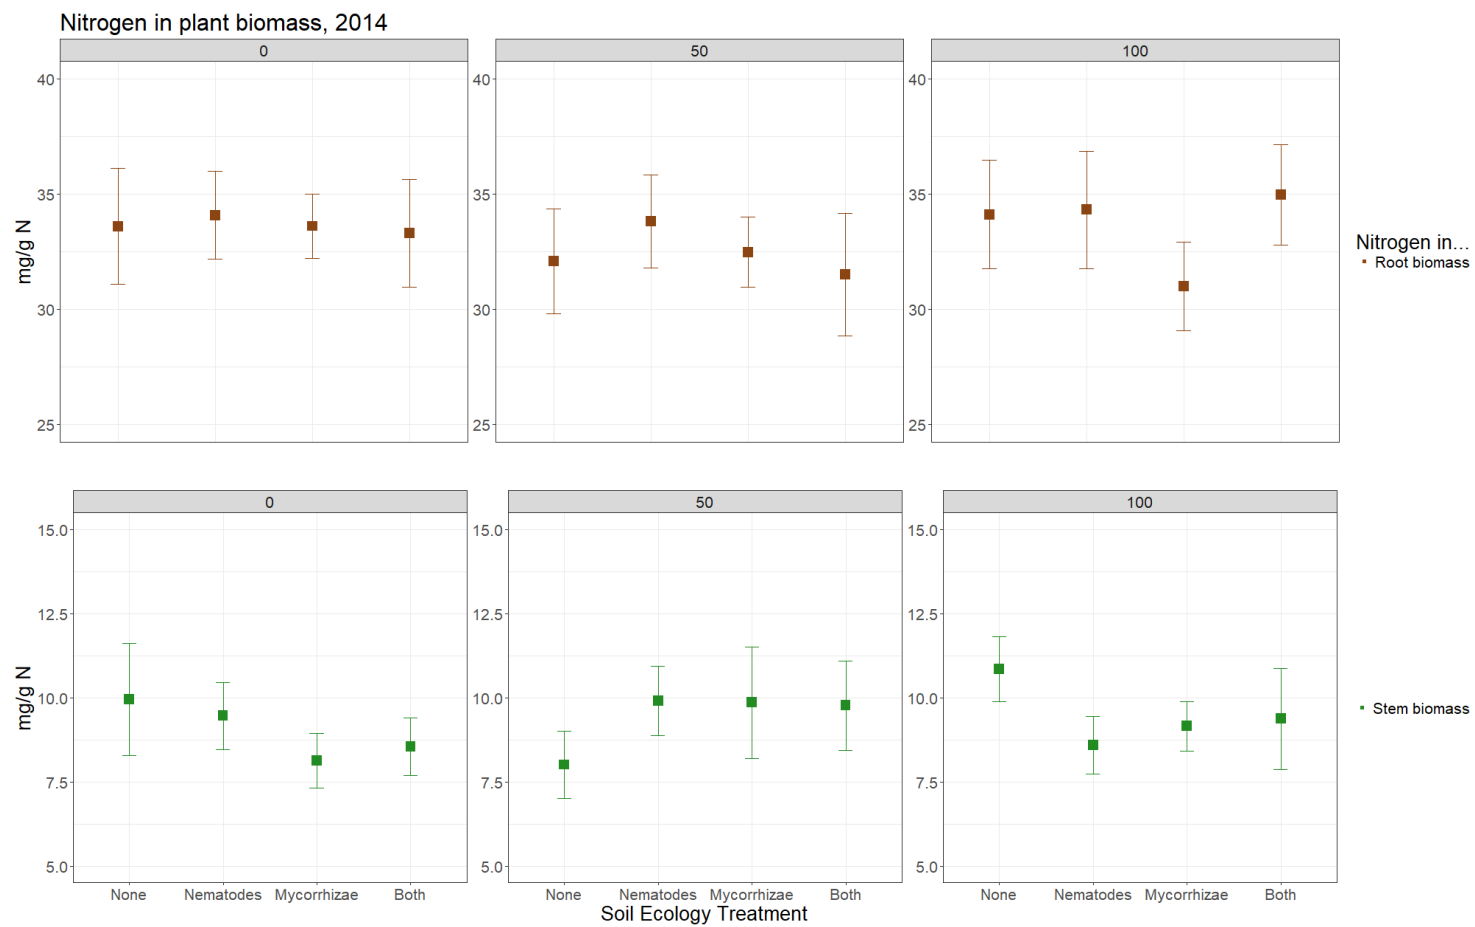 Nitrogen in plant biomass, 2014
0 50 100
40 40 40
35 35 35
30 30 30
25 25 25
mg/g N
Nitrogen in...
Root biomass
0 50 100
15.0 15.0 15.0
12.5 12.5 12.5
10.0 10.0 10.0
7.5 7.5 7.5
5.0 5.0 5.0
mg/g N
Stem biomass
None Nematodes Mycorrhizae Both None Nematodes Mycorrhizae Both None Nematodes Mycorrhizae Both
Soil Ecology Treatment